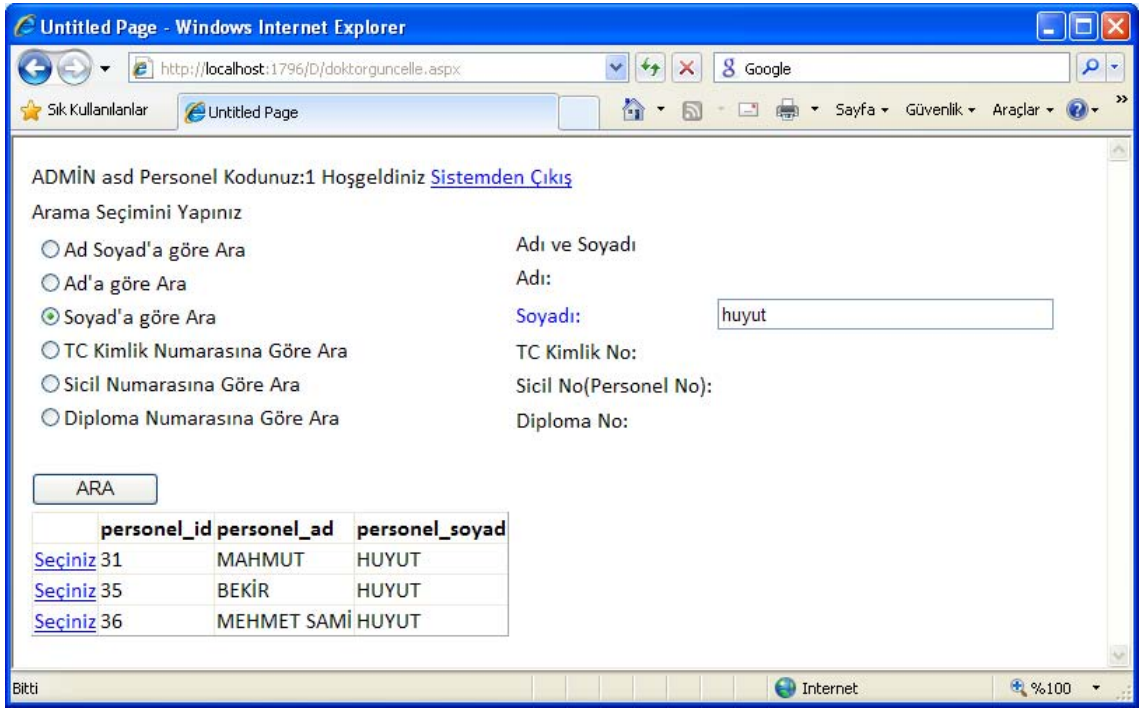 Untitled Page - Windows Internet Explorer
http://localhost:1796/D/doktorguncelle.aspx
Google
Sık Kullanılanlar
Untitled Page
Sayfa
Güvenlik
Araçlar
ADMİN asd Personel Kodunuz:1 Hoşgeldiniz Sistemden Çıkış
Arama Seçimini Yapınız
Ad Soyad'a göre Ara
Adı ve Soyadı
Ad'a göre Ara
Adı:
Soyad'a göre Ara
Soyadı: huyut
TC Kimlik Numarasına Göre Ara
TC Kimlik No:
Sicil Numarasına Göre Ara
Sicil No(Personel No):
Diploma Numarasına Göre Ara
Diploma No:
ARA
personel_id personel_ad personel_soyad
Seçiniz 31 MAHMUT HUYUT
Seçiniz 35 BEKİR HUYUT
Seçiniz 36 MEHMET SAMİ HUYUT
Bitti
Internet
%100